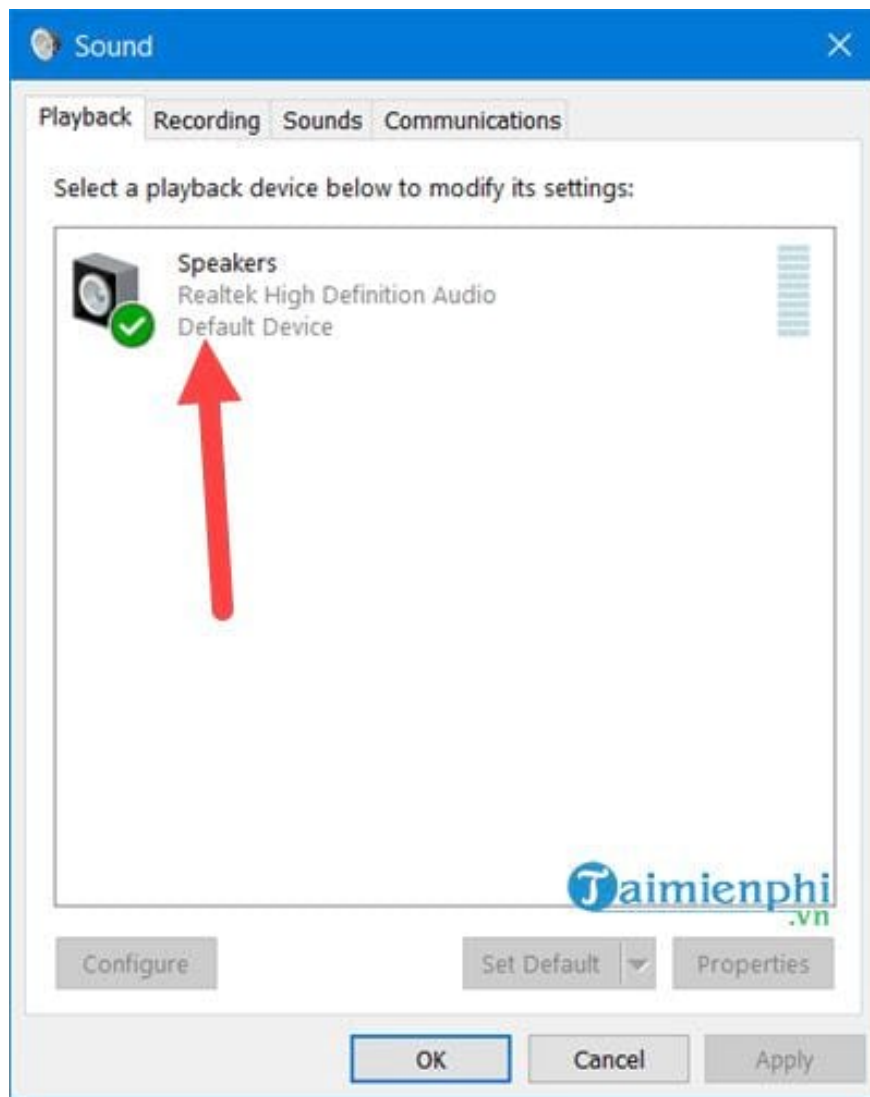 Sound
Playback Recording Sounds Communications
Select a playback device below to modify its settings:
Speakers
Realtek High Definition Audio
Default Device
Taimienphi
.vn
Configure Set Default Properties
OK Cancel Apply